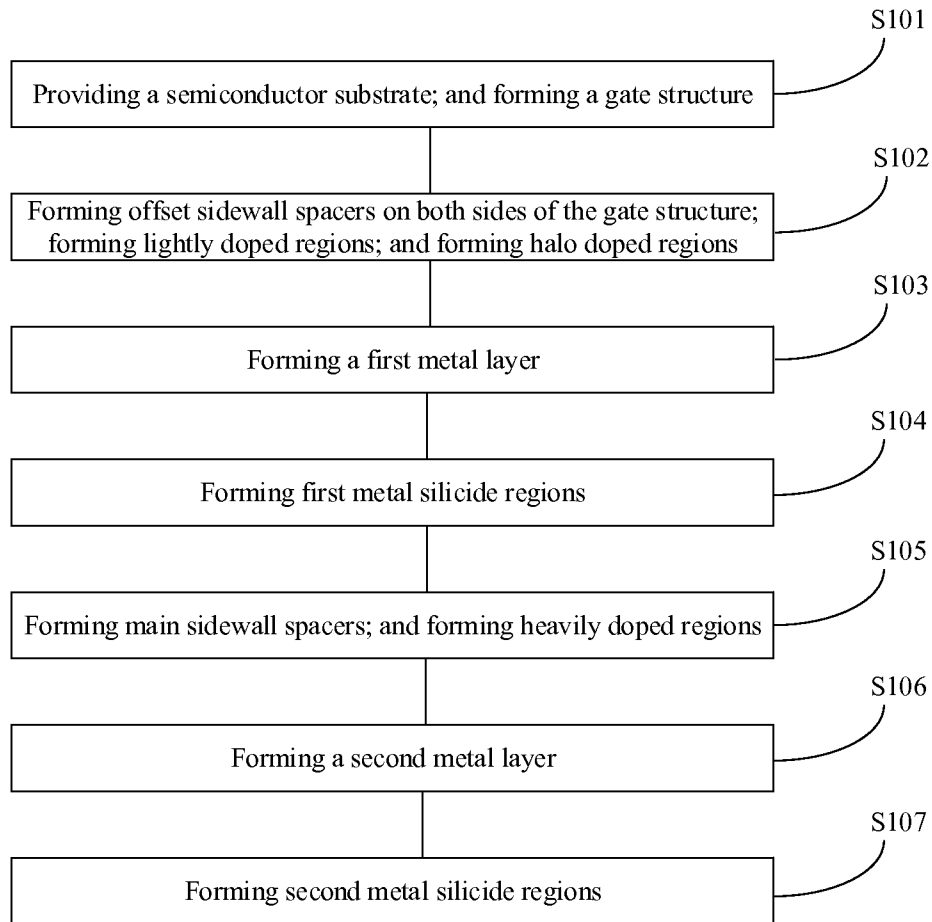 S101
Providing a semiconductor substrate; and forming a gate structure
S102
Forming offset sidewall spacers on both sides of the gate structure;
forming lightly doped regions; and forming halo doped regions
S103
Forming a first metal layer
S104
Forming first metal silicide regions
S105
Forming main sidewall spacers; and forming heavily doped regions
S106
Forming a second metal layer
S107
Forming second metal silicide regions